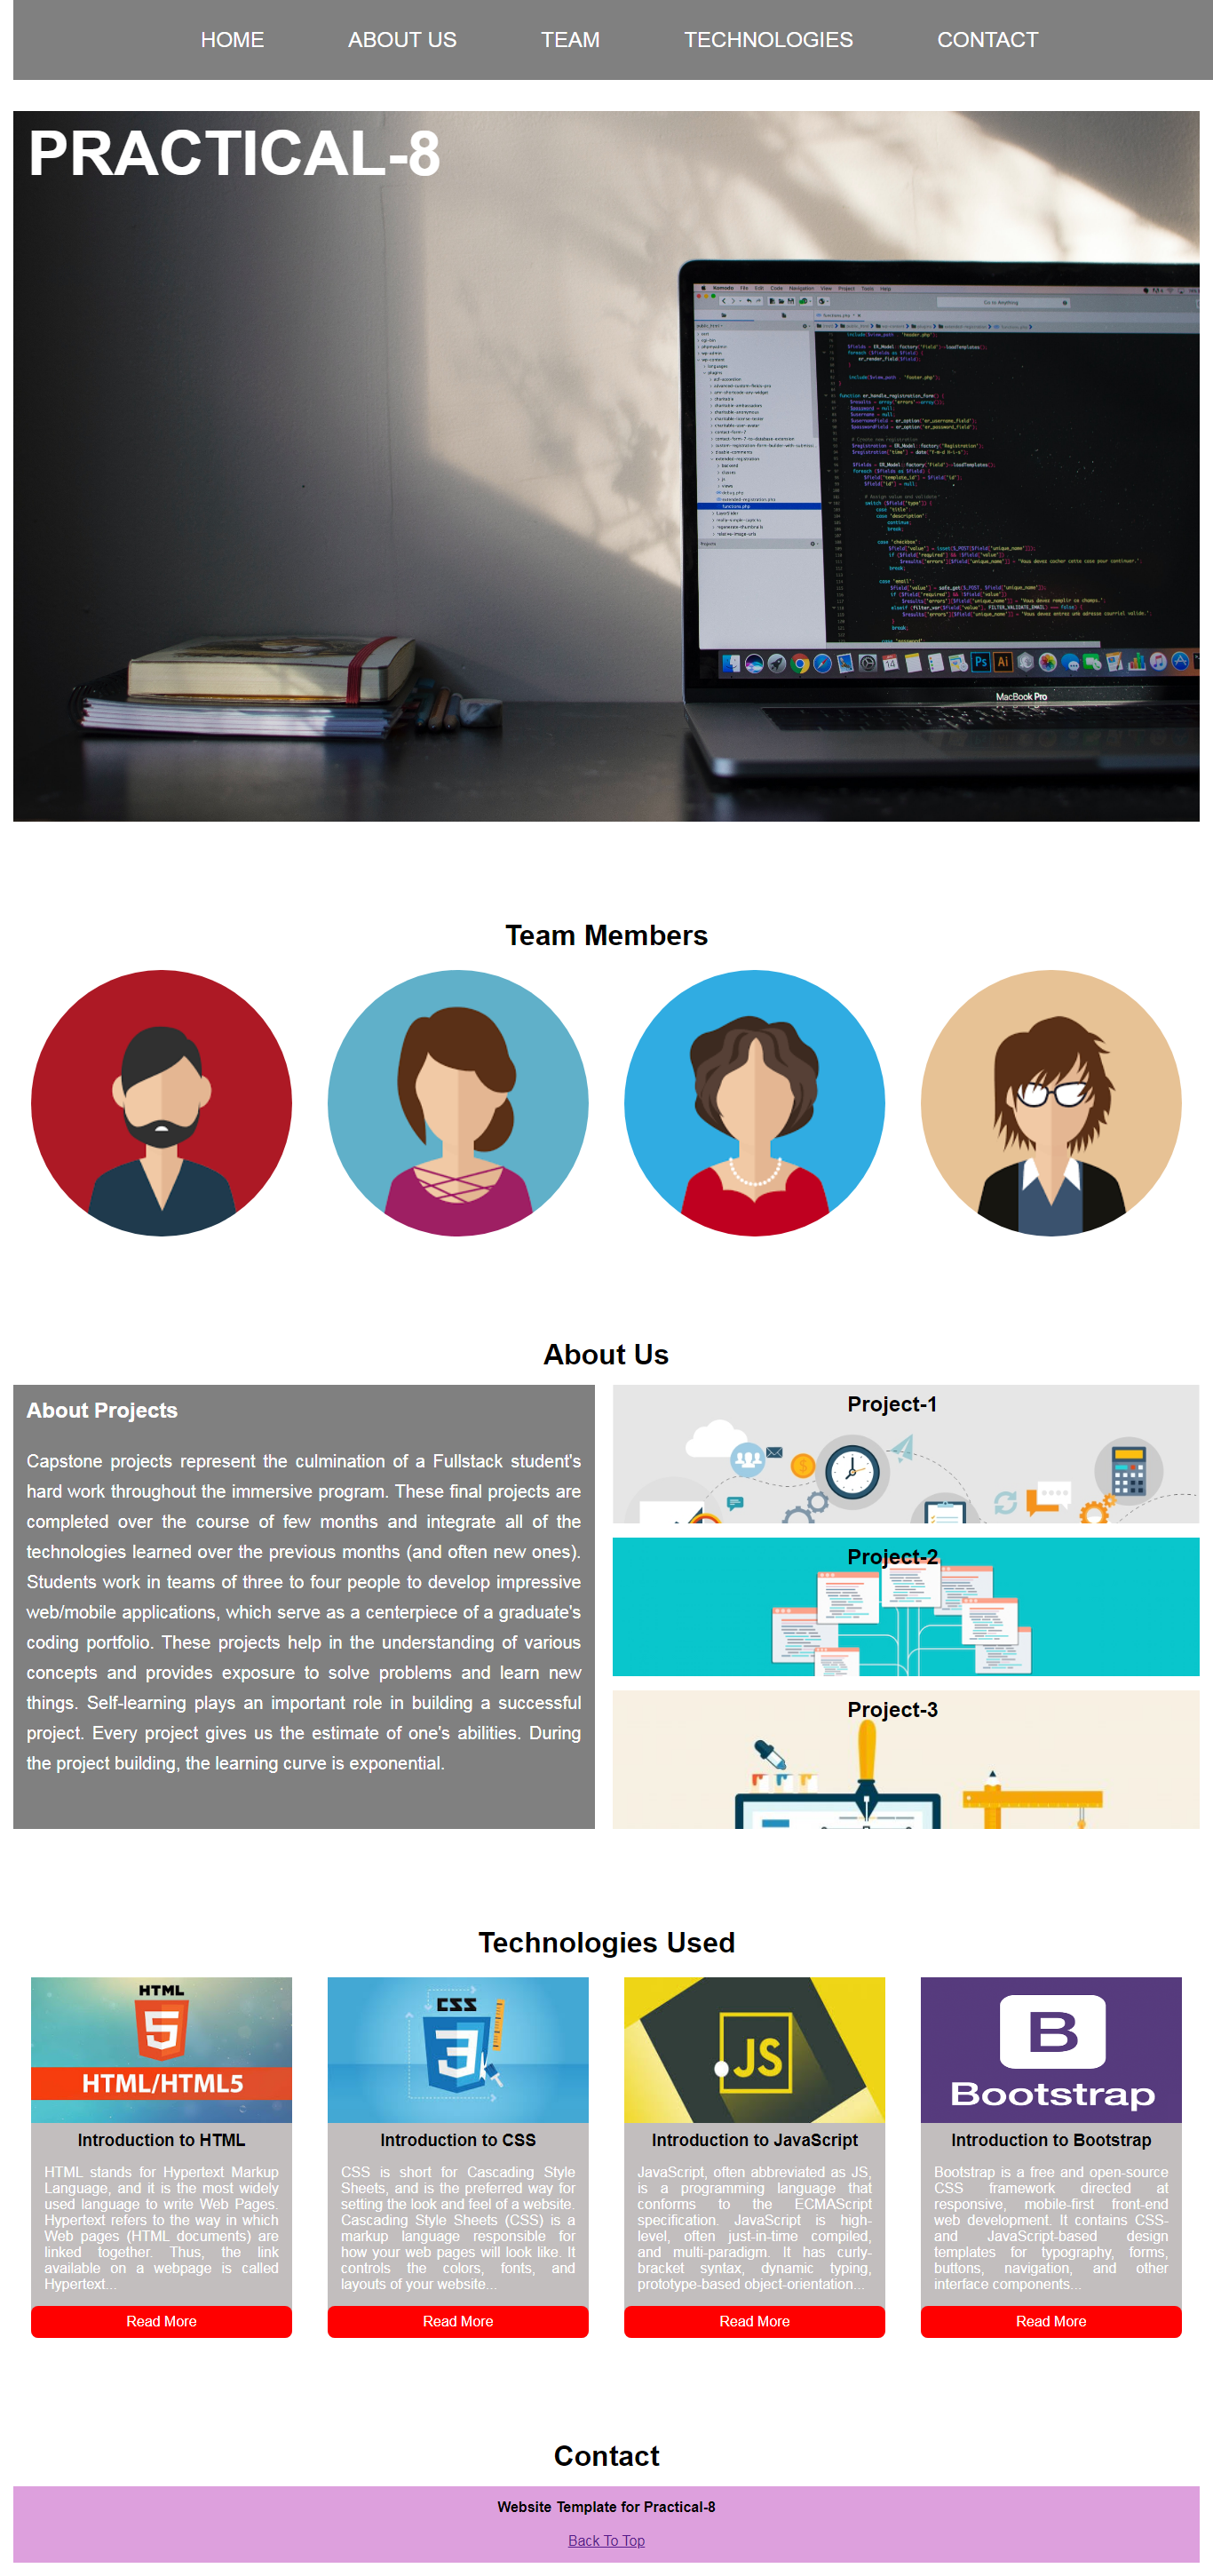 HOME ABOUT US TEAM TECHNOLOGIES CONTACT
PRACTICAL-8
MacBook Pro
Team Members
About Us
About Projects
Capstone projects represent the culmination of a Fullstack student's
hard work throughout the immersive program. These final projects are
completed over the course of few months and integrate all of the
technologies learned over the previous months (and often new ones).
Students work in teams of three to four people to develop impressive
web/mobile applications, which serve as a centerpiece of a graduate's
coding portfolio. These projects help in the understanding of various
concepts and provides exposure to solve problems and learn new
things. Self-learning plays an important role in building a successful
project. Every project gives us the estimate of one's abilities. During
the project building, the learning curve is exponential.
Project-1
Project-2
Project-3
Technologies Used
HTML
5
HTML/HTML5
Introduction to HTML
HTML stands for Hypertext Markup
Language, and it is the most widely
used language to write Web Pages.
Hypertext refers to the way in which
Web pages (HTML documents) are
linked together. Thus, the link
available on a webpage is called
Hypertext...
Read More
CSS
3
Introduction to CSS
CSS is short for Cascading Style
Sheets, and is the preferred way for
setting the look and feel of a website.
Cascading Style Sheets (CSS) is a
markup language responsible for
how your web pages will look like. It
controls the colors, fonts, and
layouts of your website...
Read More
JS
Introduction to JavaScript
JavaScript, often abbreviated as JS,
is a programming language that
conforms to the ECMAScript
specification. JavaScript is high-
level, often just-in-time compiled,
and multi-paradigm. It has curly-
bracket syntax, dynamic typing,
prototype-based object-orientation...
Read More
B
Bootstrap
Introduction to Bootstrap
Bootstrap is a free and open-source
CSS framework directed at
responsive, mobile-first front-end
web development. It contains CSS-
and JavaScript-based design
templates for typography, forms,
buttons, navigation, and other
interface components...
Read More
Contact
Website Template for Practical-8
Back To Top